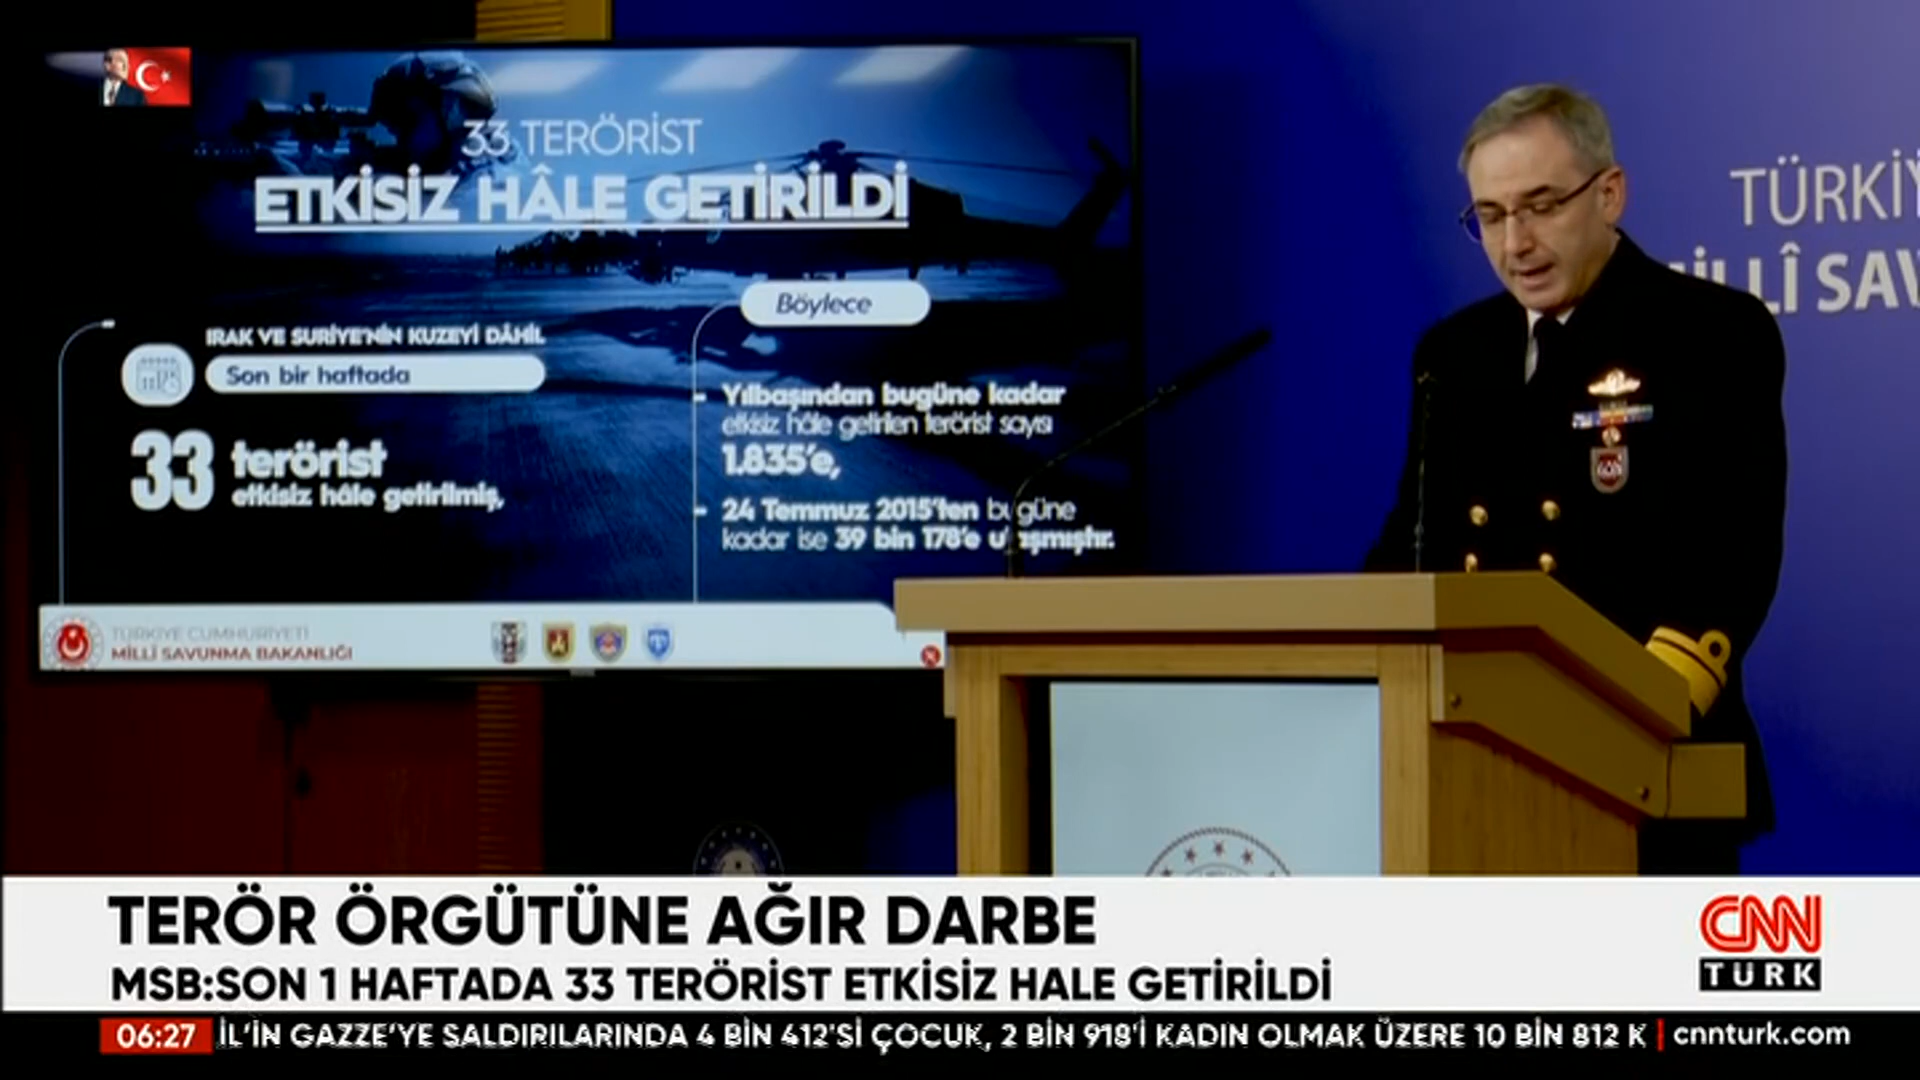 33 TERÖRİST
ETKİSİZ HÂLE GETİRİLDİ
IRAK VE SURİYE'NİN KUZEYİ DÂHİL
Son bir haftada
33 terörist
etkisiz hâle getirilmiş,
Böylece
- Yılbaşından bugüne kadar
etkisiz hâle getirilen terörist sayısı
1.835'e,
- 24 Temmuz 2015'ten bugüne
kadar ise 39 bin 178'e
TÜRKİYE CUMHURİYETİ
MİLLÎ SAVUNMA BAKANLIĞI
TÜRKİY
MİLLÎ SAV
TERÖR ÖRGÜTÜNE AĞIR DARBE
MSB:SON 1 HAFTADA 33 TERÖRİST ETKİSİZ HALE GETİRİLDİ
CNN
TÜRK
06:27 İL'İN GAZZE'YE SALDIRILARINDA 4 BİN 412'Sİ ÇOCUK, 2 BİN 918'İ KADIN OLMAK ÜZERE 10 BİN 812 K cnnturk.com